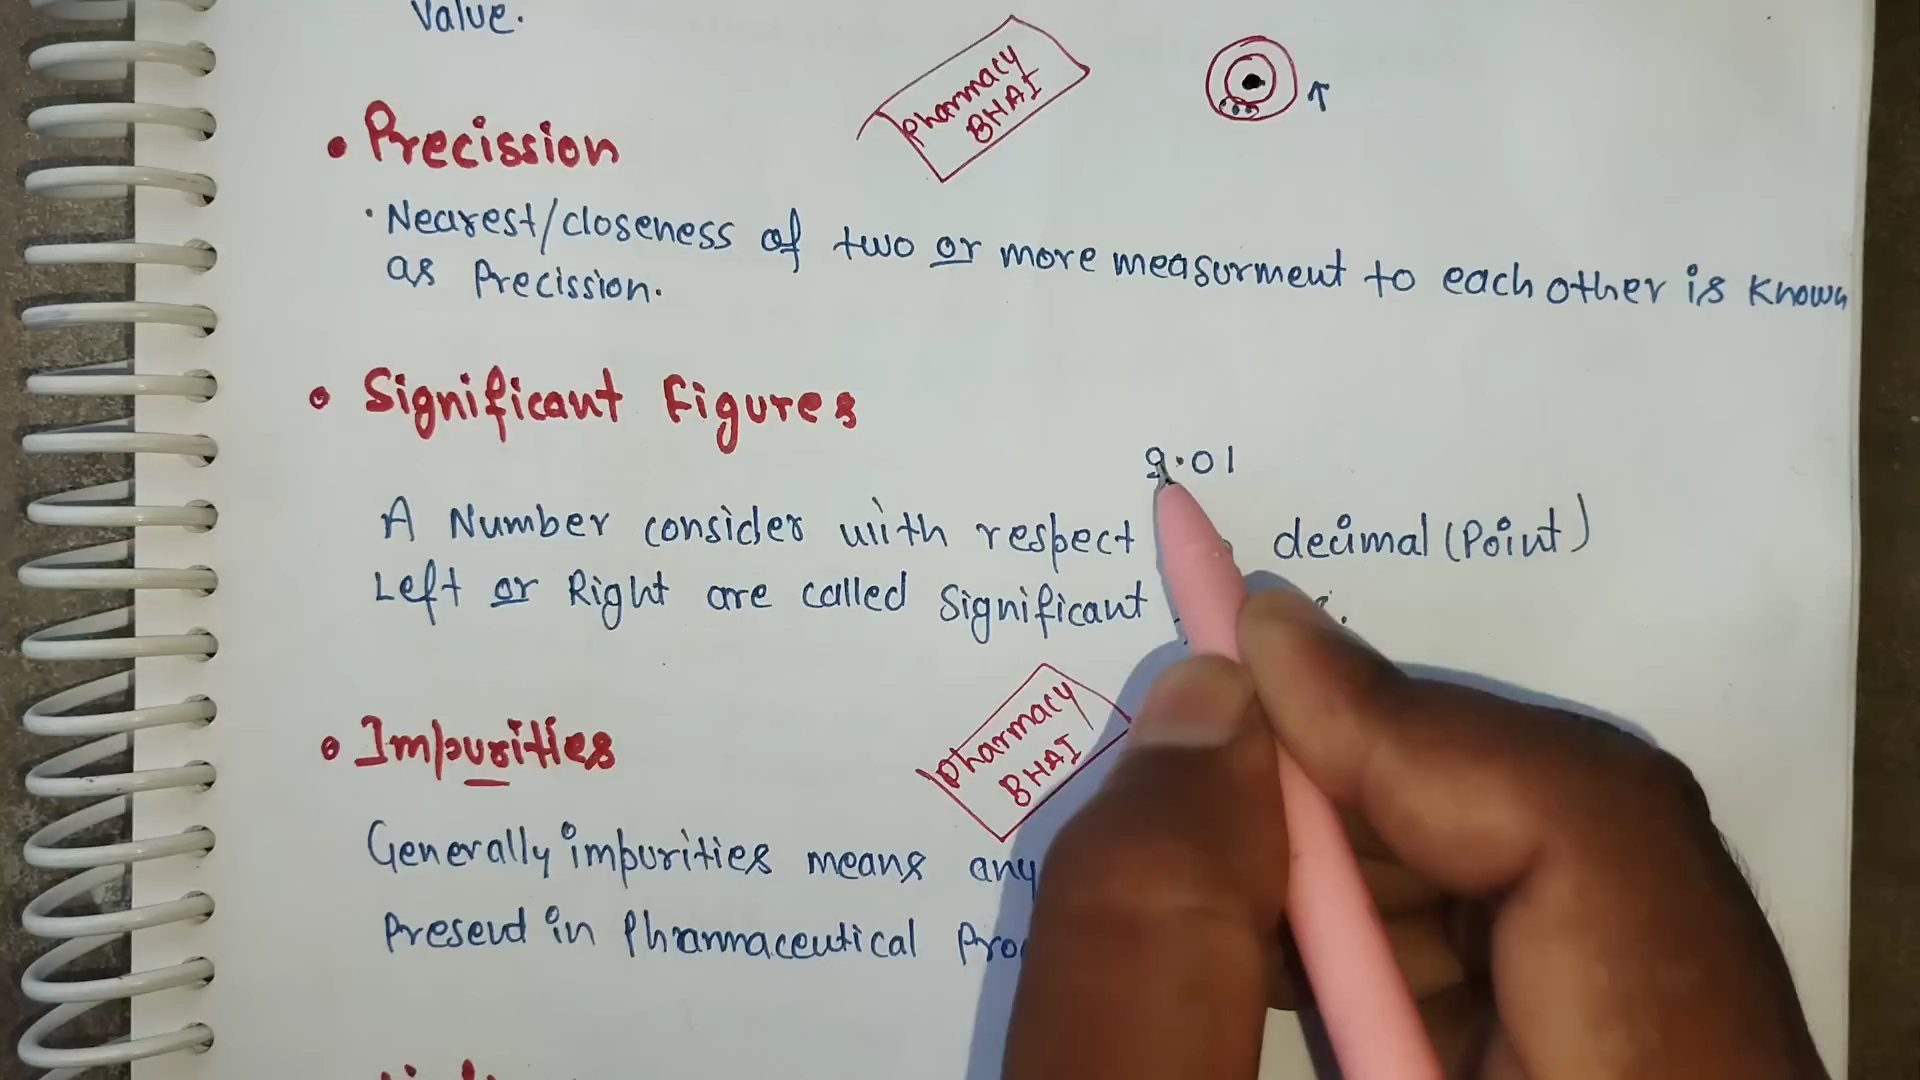 Value.
Pharmacy
BHAI
• Precission
• Nearest/closeness of two or more measurment to each other is known
as Precission.
• Significant Figures
9.01
A Number consider with respect decimal (Point)
Left or Right are called Significant
Pharmacy
BHAI
• Impurities
Generally impurities means any
Present in Pharmaceutical